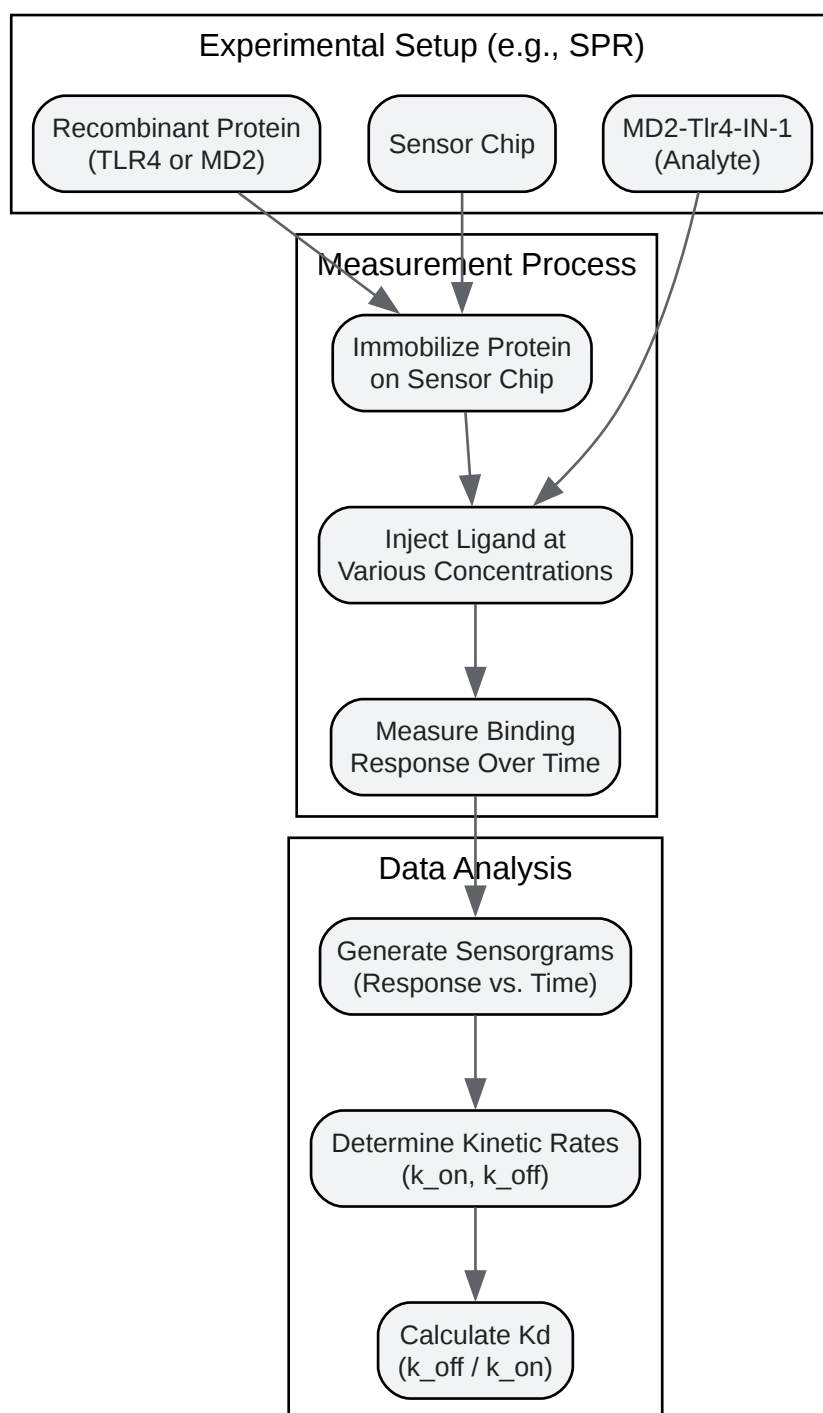 Experimental Setup (e.g., SPR)
Recombinant Protein
(TLR4 or MD2)
Sensor Chip
MD2-Tlr4-IN-1
(Analyte)
Measurement Process
Immobilize Protein
on Sensor Chip
Inject Ligand at
Various Concentrations
Measure Binding
Response Over Time
Data Analysis
Generate Sensorgrams
(Response vs. Time)
Determine Kinetic Rates
(k_on, k_off)
Calculate Kd
(k_off / k_on)